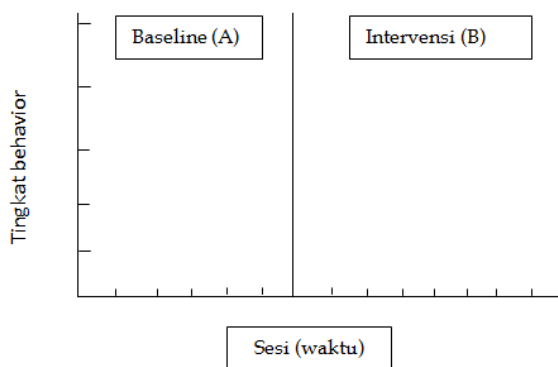 Baseline (A)
Intervensi (B)
Tingkat behavior
Sesi (waktu)